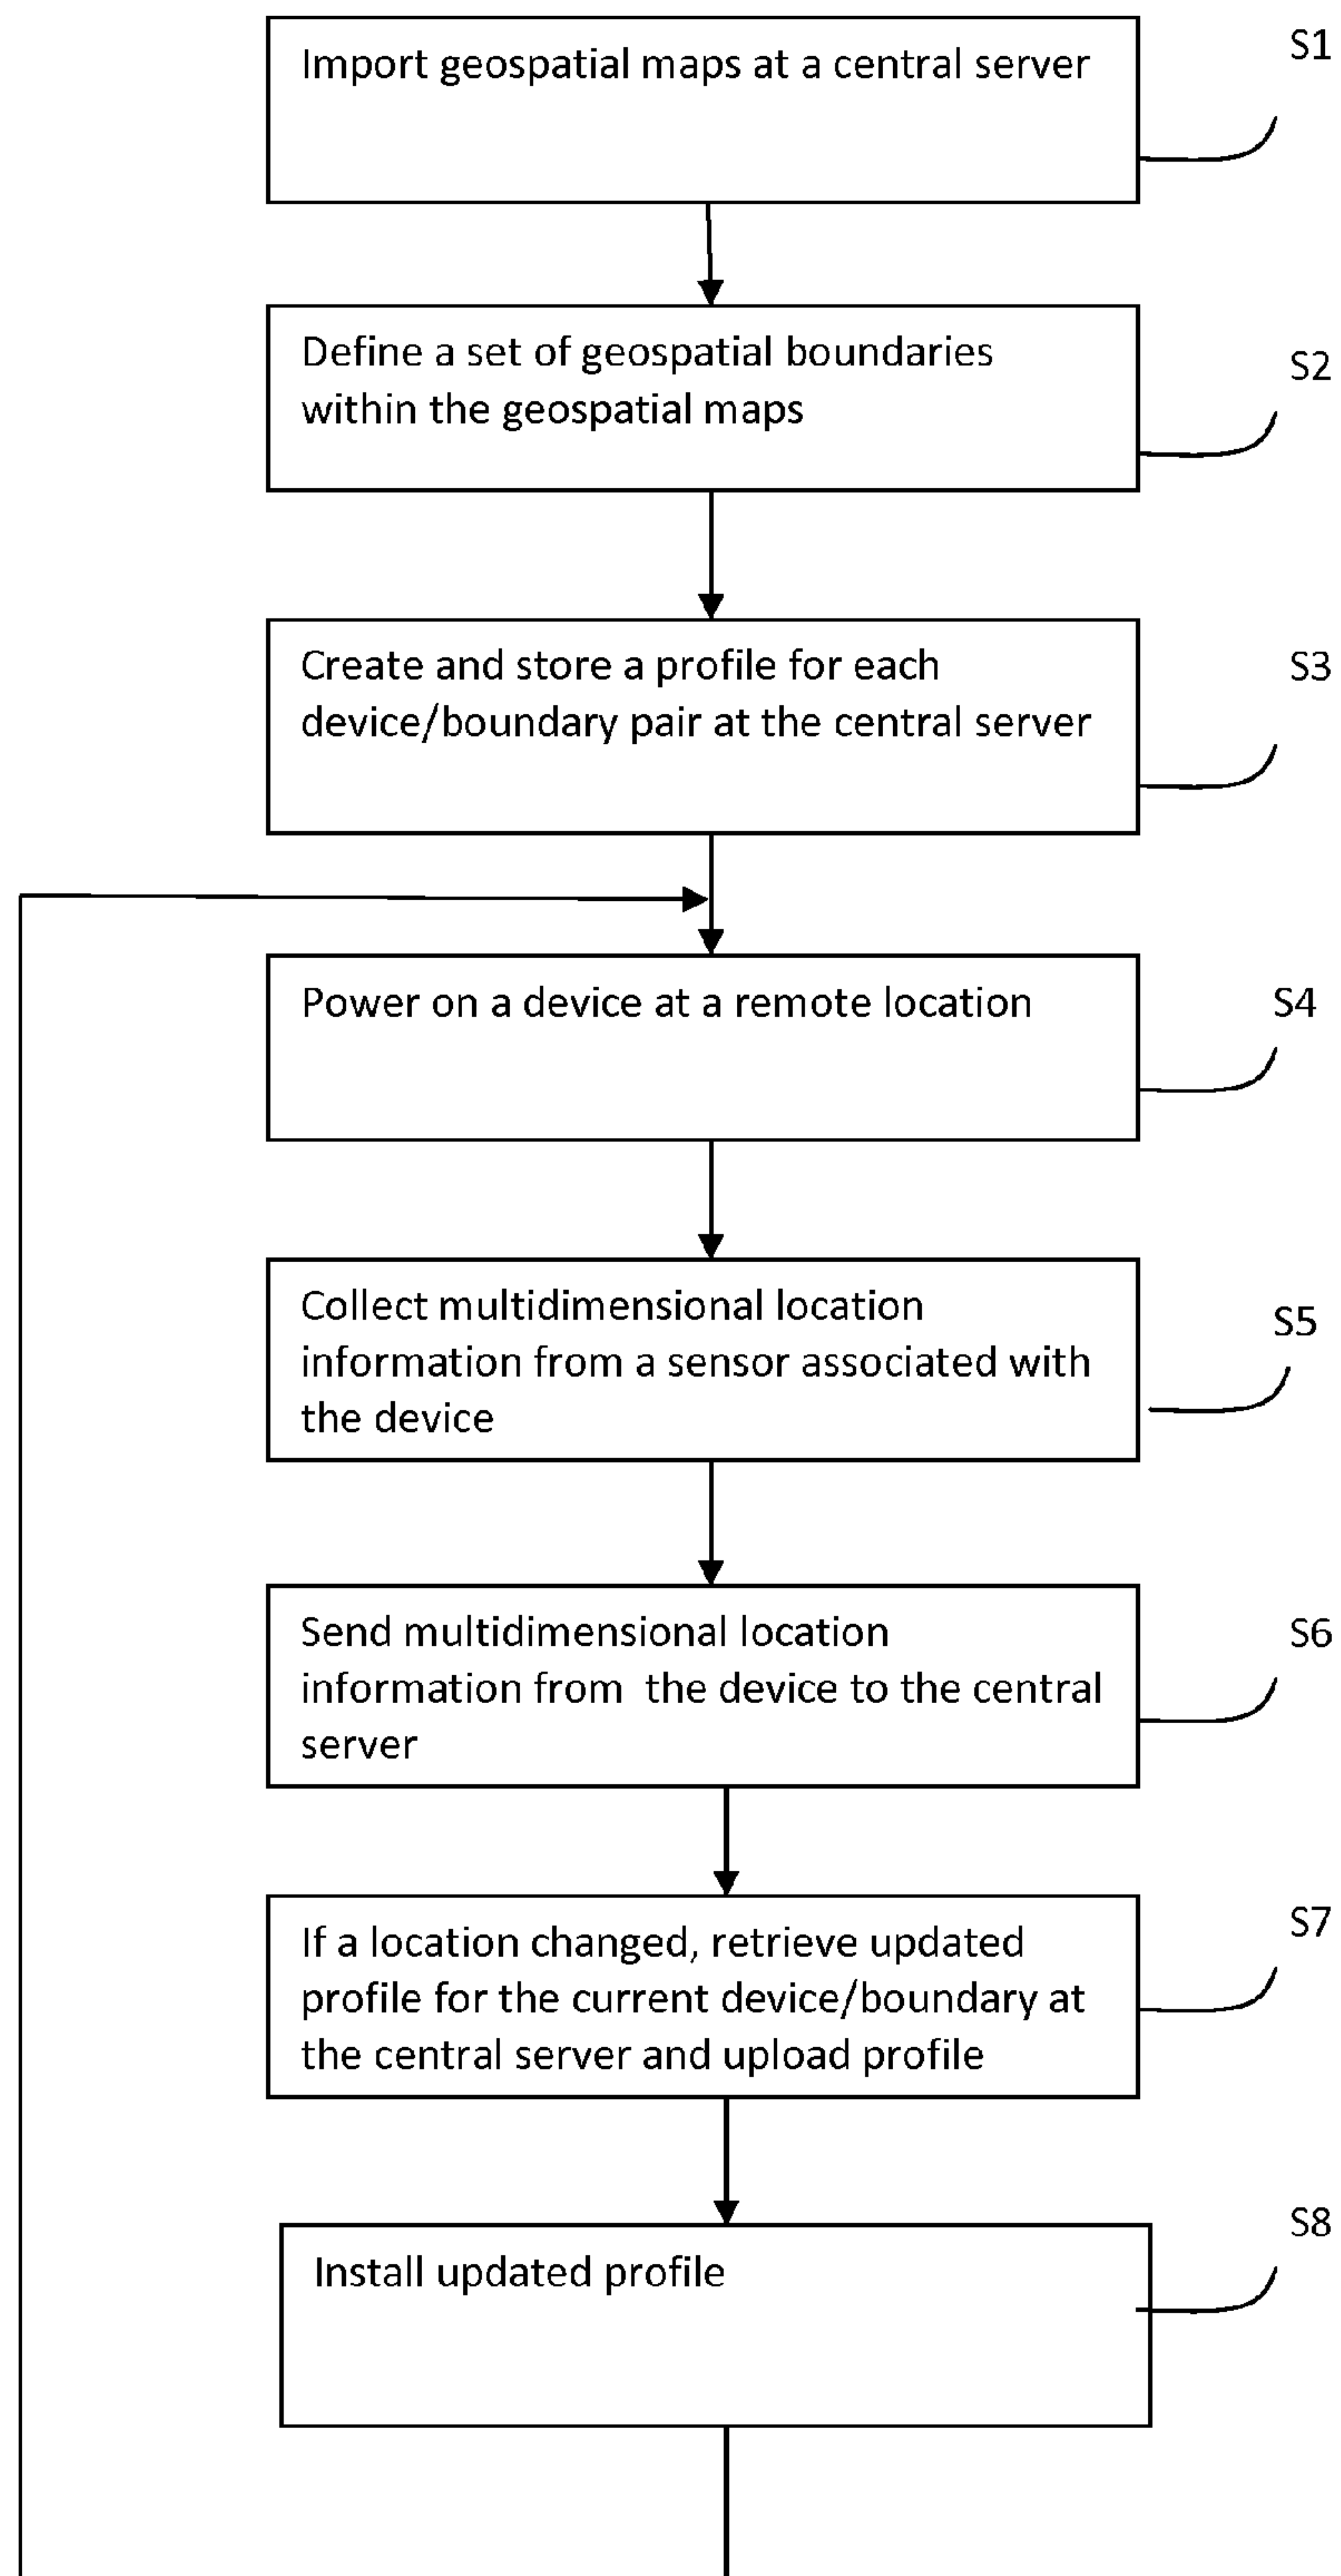 Import geospatial maps at a central server
S1
Define a set of geospatial boundaries
within the geospatial maps
S2
Create and store a profile for each
device/boundary pair at the central server
S3
Power on a device at a remote location
S4
Collect multidimensional location
information from a sensor associated with
the device
S5
Send multidimensional location
information from  the device to the central
server
S6
If a location changed, retrieve updated
profile for the current device/boundary at
the central server and upload profile
S7
Install updated profile
S8